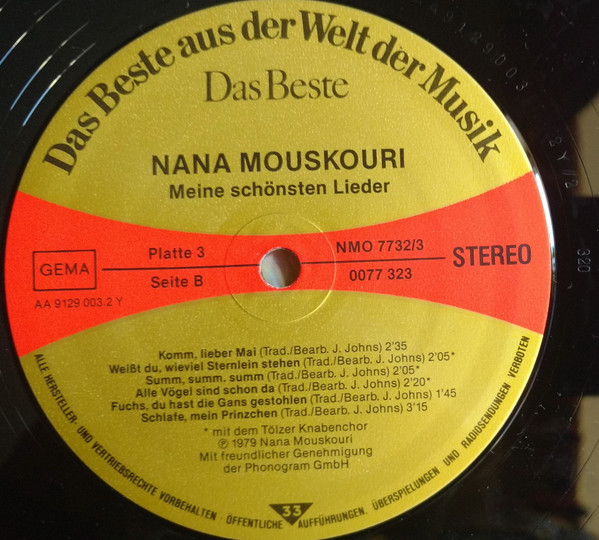 Das Beste aus der Welt der Musik
Das Beste
NANA MOUSKOURI
Meine schönsten Lieder
GEMA
Platte 3
Seite B
NMO 7732/3
0077 323
STEREO
AA 9129 003.2 Y
Komm, lieber Mai (Trad./Bearb. J. Johns) 2'35
Weißt du, wieviel Sternlein stehen (Trad./Bearb. J. Johns) 2'05*
Summ, summ, summ (Trad./Bearb. J. Johns) 2'05*
Alle Vögel sind schon da (Trad./Bearb. J. Johns) 2'20*
Fuchs, du hast die Gans gestohlen (Trad./Bearb. J. Johns) 1'45
Schlafe, mein Prinzchen (Trad./Bearb. J. Johns) 3'15
* mit dem Tölzer Knabenchor
℗ 1979 Nana Mouskouri
Mit freundlicher Genehmigung
der Phonogram GmbH
ALLE HERSTELLER- UND VERTRIEBSRECHTE VORBEHALTEN · ÖFFENTLICHE AUFFÜHRUNGEN, ÜBERSPIELUNGEN UND RADIOSENDUNGEN VERBOTEN
33
320